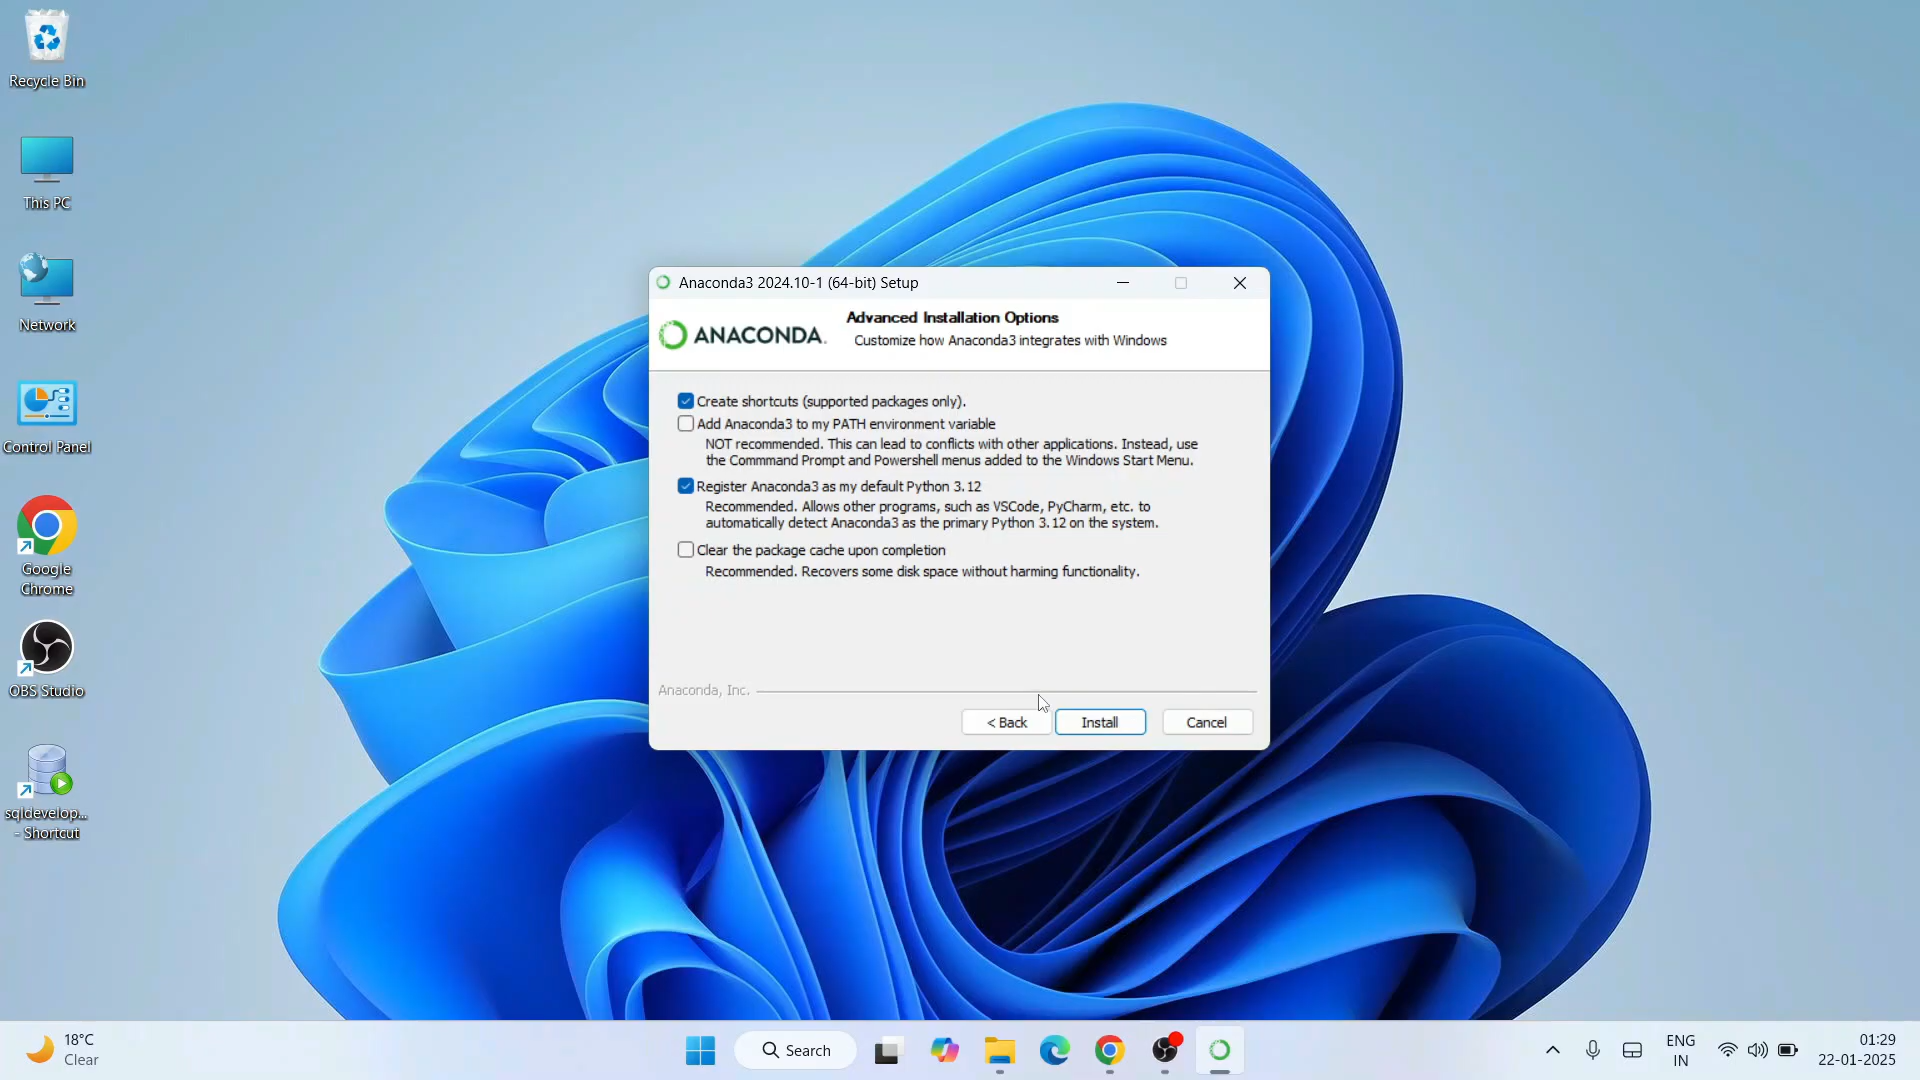 Recycle Bin
This PC
Network
Control Panel
Google
Chrome
OBS Studio
sqldevelop...
- Shortcut
Anaconda3 2024.10-1 (64-bit) Setup
ANACONDA.
Advanced Installation Options
Customize how Anaconda3 integrates with Windows
Create shortcuts (supported packages only).
Add Anaconda3 to my PATH environment variable
NOT recommended. This can lead to conflicts with other applications. Instead, use
the Commmand Prompt and Powershell menus added to the Windows Start Menu.
Register Anaconda3 as my default Python 3.12
Recommended. Allows other programs, such as VSCode, PyCharm, etc. to
automatically detect Anaconda3 as the primary Python 3.12 on the system.
Clear the package cache upon completion
Recommended. Recovers some disk space without harming functionality.
Anaconda, Inc.
< Back
Install
Cancel
18°C
Clear
Search
ENG
IN
01:29
22-01-2025